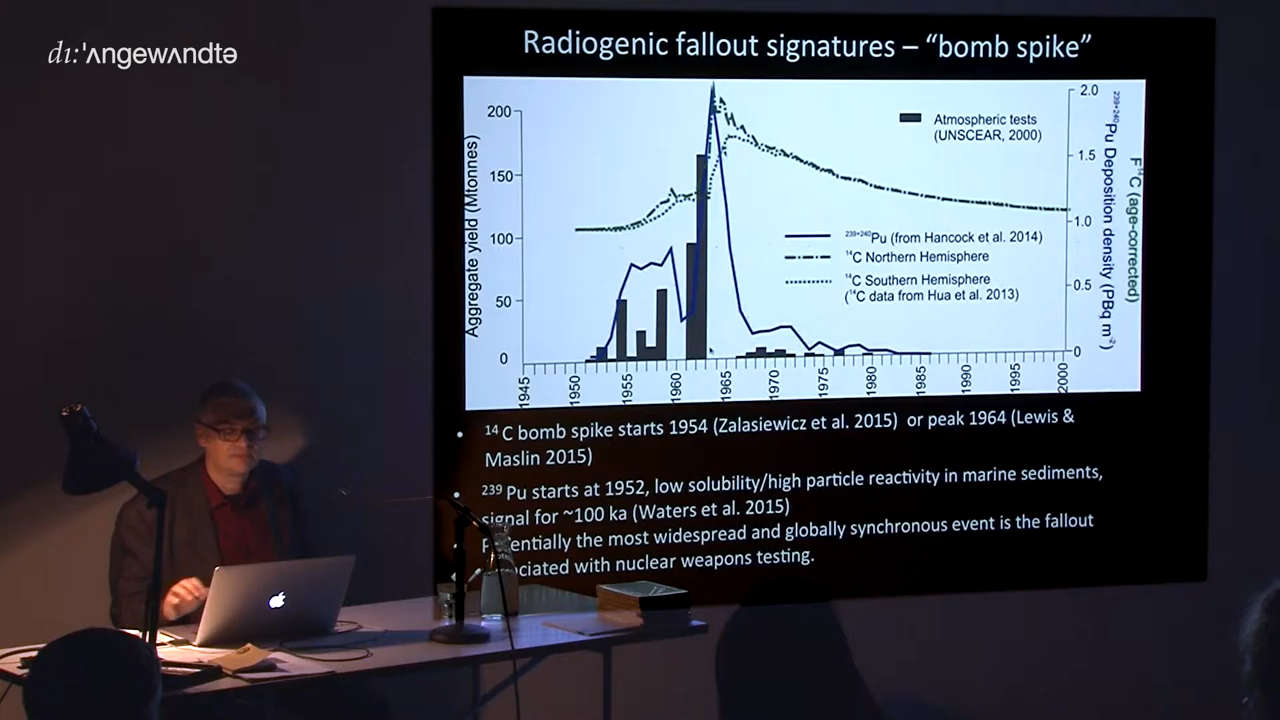 dı:'ʌngewʌndtə
Radiogenic fallout signatures – “bomb spike”
200
150
100
50
0
Aggregate yield (Mtonnes)
2.0
1.5
1.0
0.5
0
²³⁹⁺²⁴⁰Pu Deposition density (PBq m⁻²)
F¹⁴C (age-corrected)
Atmospheric tests
(UNSCEAR, 2000)
²³⁹⁺²⁴⁰Pu (from Hancock et al. 2014)
¹⁴C Northern Hemisphere
¹⁴C Southern Hemisphere
(¹⁴C data from Hua et al. 2013)
1945 1950 1955 1960 1965 1970 1975 1980 1985 1990 1995 2000
• ¹⁴C bomb spike starts 1954 (Zalasiewicz et al. 2015) or peak 1964 (Lewis &
Maslin 2015)
• ²³⁹ Pu starts at 1952, low solubility/high particle reactivity in marine sediments,
signal for ~100 ka (Waters et al. 2015)
the most widespread and globally synchronous event is the fallout
with nuclear weapons testing.